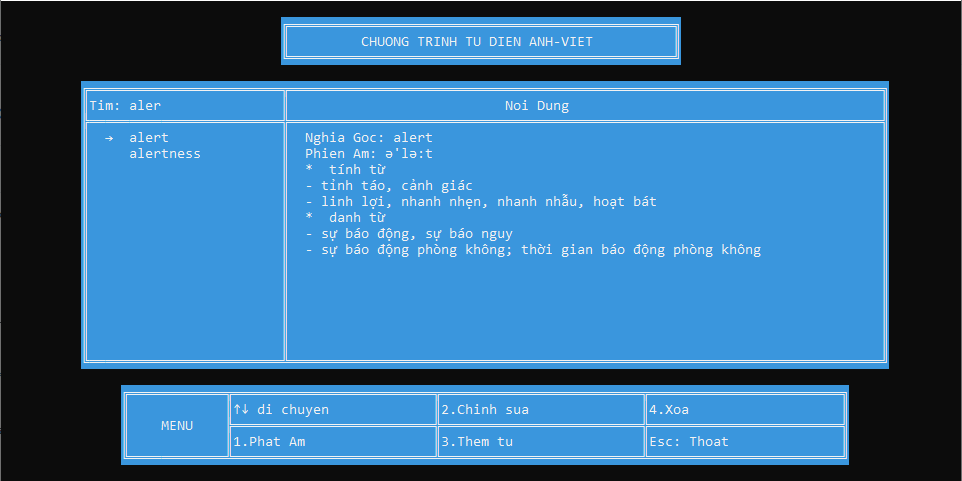 CHUONG TRINH TU DIEN ANH-VIET
Tim: aler
Noi Dung
→ alert
alertness
Nghia Goc: alert
Phien Am: ə'lə:t
* tính từ
- tỉnh táo, cảnh giác
- linh lợi, nhanh nhẹn, nhanh nhẩu, hoạt bát
* danh từ
- sự báo động, sự báo nguy
- sự báo động phòng không; thời gian báo động phòng không
MENU
↑↓ di chuyen
2.Chinh sua
4.Xoa
1.Phat Am
3.Them tu
Esc: Thoat